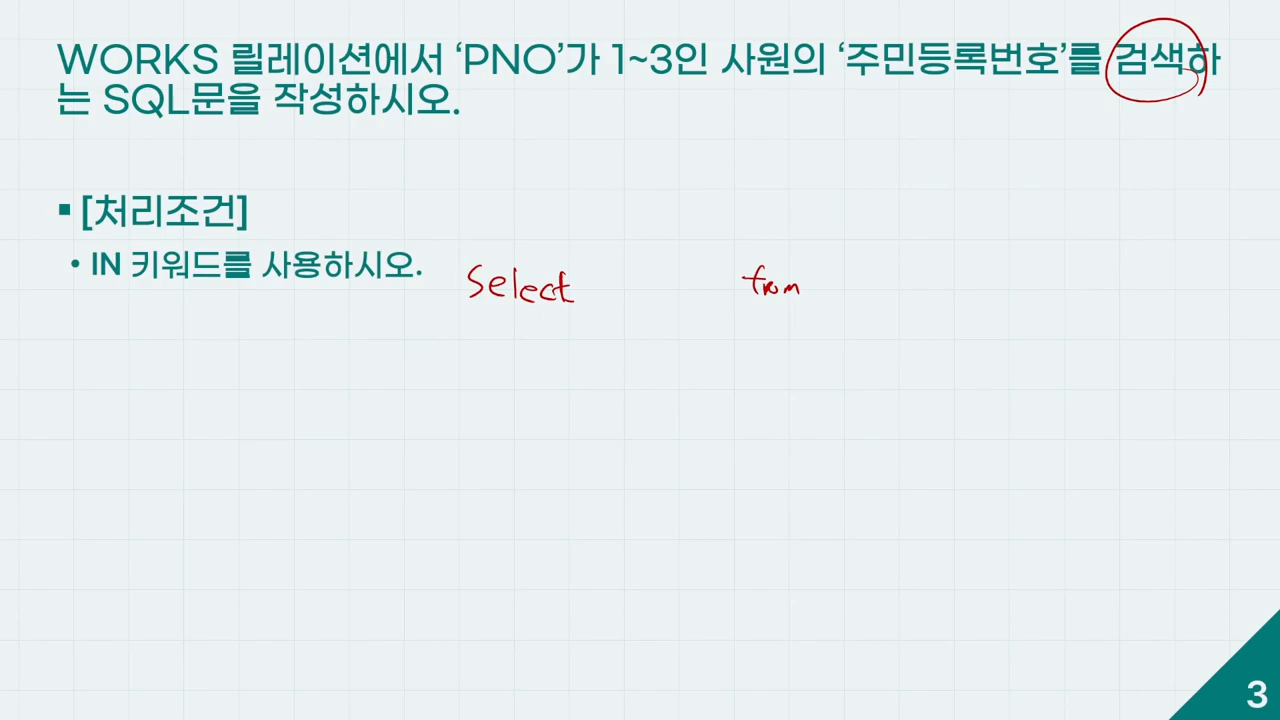 WORKS 릴레이션에서 ‘PNO’가 1~3인 사원의 ‘주민등록번호’를 검색하
는 SQL문을 작성하시오.
▪ [처리조건]
• IN 키워드를 사용하시오.
Select from
3